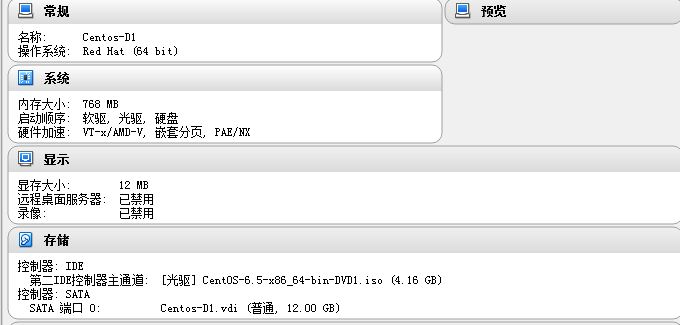 常规
预览
名称: Centos-D1
操作系统: Red Hat (64 bit)
系统
内存大小: 768 MB
启动顺序: 软驱, 光驱, 硬盘
硬件加速: VT-x/AMD-V, 嵌套分页, PAE/NX
显示
显存大小: 12 MB
远程桌面服务器: 已禁用
录像: 已禁用
存储
控制器: IDE
第二IDE控制器主通道: [光驱] CentOS-6.5-x86_64-bin-DVD1.iso (4.16 GB)
控制器: SATA
SATA 端口 0: Centos-D1.vdi (普通, 12.00 GB)